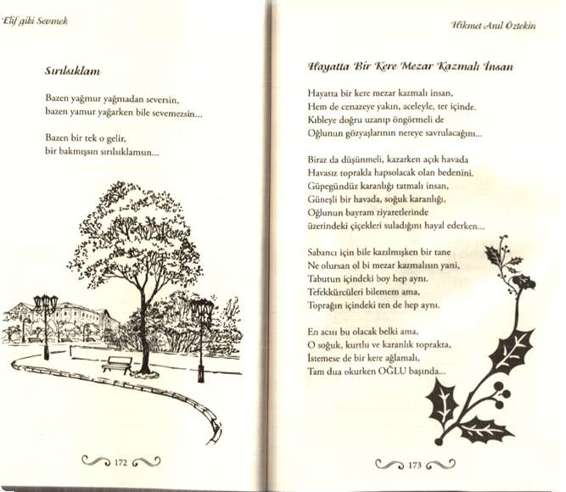 Elif gibi Sevmek
Sırılsıklam
Bazen yağmur yağmadan seversin,
bazen yamur yağarken bile sevemezsin...
Bazen bir tek o gelir,
bir bakmışsın sırılsıklamsın...
172
Hikmet Anıl Öztekin
Hayatta Bir Kere Mezar Kazmalı İnsan
Hayatta bir kere mezar kazmalı insan,
Hem de cenazeye yakın, aceleyle, ter içinde.
Kıbleye doğru uzanıp öngörmeli de
Oğlunun gözyaşlarının nereye savrulacağını...
Biraz da düşünmeli, kazarken açık havada
Havasız toprakla hapsolacak olan bedenini.
Güpegündüz karanlığı tatmalı insan,
Güneşli bir havada, soğuk karanlığı,
Oğlunun bayram ziyaretlerinde
üzerindeki çiçekleri suladığını hayal ederken...
Sabancı için bile kazılmışken bir tane
Ne olursan ol bi mezar kazmalısın yani,
Tabutun içindeki boy hep aynı.
Tefekkürcüleri bilemem ama,
Toprağın içindeki ten de hep aynı.
En acısı bu olacak belki ama,
O soğuk, kurtlu ve karanlık toprakta,
İstemese de bir kere ağlamalı,
Tam dua okurken OĞLU başında...
173